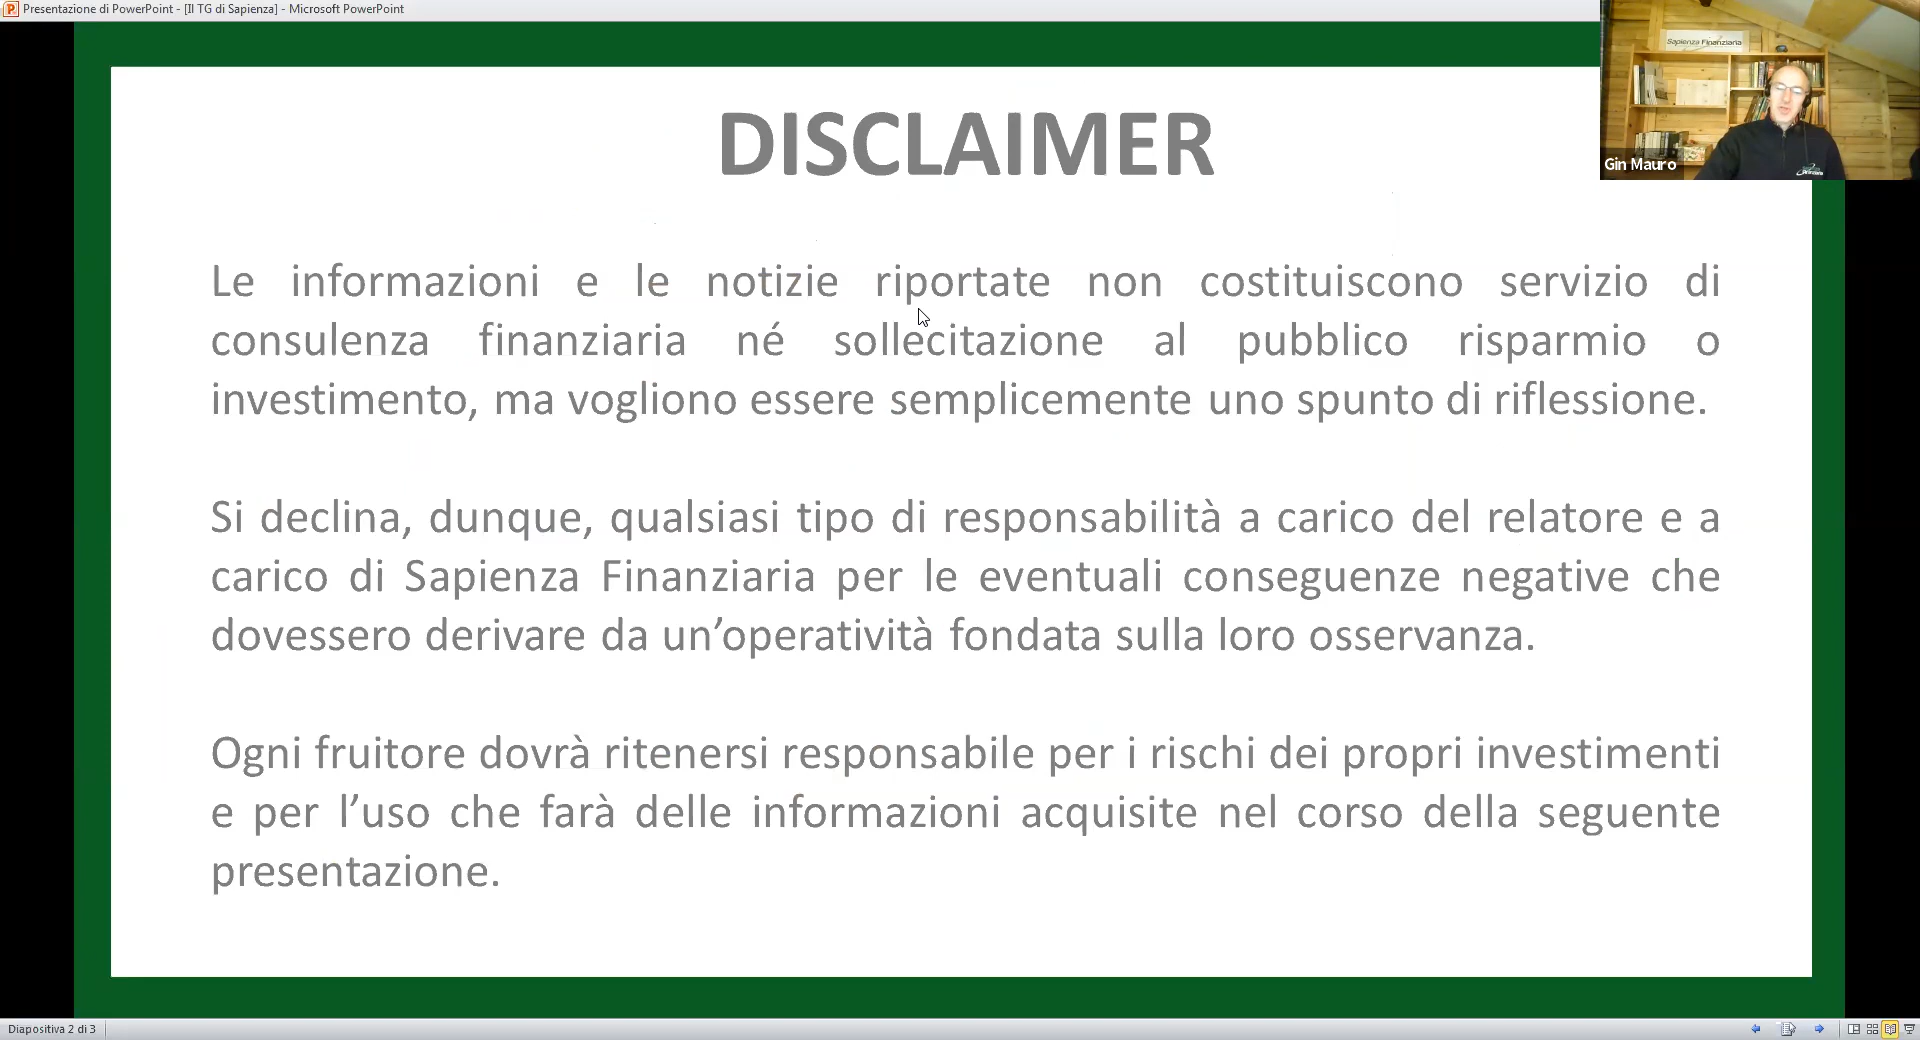 Presentazione di PowerPoint - [Il TG di Sapienza] - Microsoft PowerPoint
Sapienza Finanziaria
Gin Mauro
DISCLAIMER
Le informazioni e le notizie riportate non costituiscono servizio di
consulenza finanziaria né sollecitazione al pubblico risparmio o
investimento, ma vogliono essere semplicemente uno spunto di riflessione.
Si declina, dunque, qualsiasi tipo di responsabilità a carico del relatore e a
carico di Sapienza Finanziaria per le eventuali conseguenze negative che
dovessero derivare da un’operatività fondata sulla loro osservanza.
Ogni fruitore dovrà ritenersi responsabile per i rischi dei propri investimenti
e per l’uso che farà delle informazioni acquisite nel corso della seguente
presentazione.
Diapositiva 2 di 3